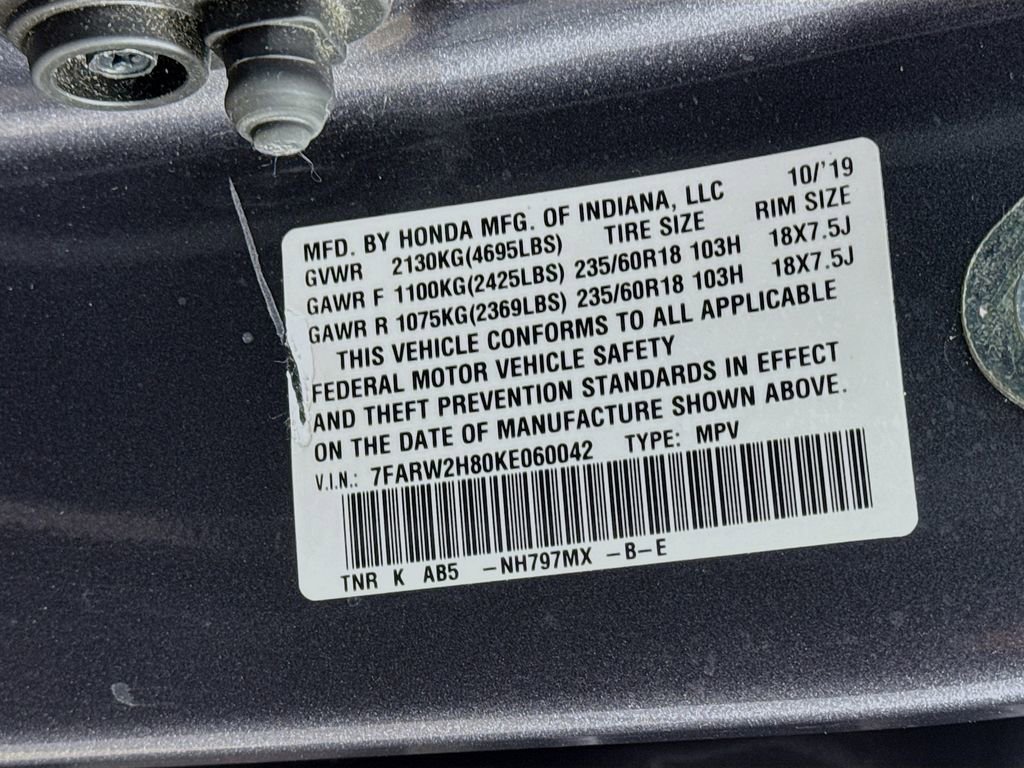 MFD. BY HONDA MFG. OF INDIANA, LLC 10/'19
GVWR 2130KG(4695LBS) TIRE SIZE RIM SIZE
GAWR F 1100KG(2425LBS) 235/60R18 103H 18X7.5J
GAWR R 1075KG(2369LBS) 235/60R18 103H 18X7.5J
THIS VEHICLE CONFORMS TO ALL APPLICABLE
FEDERAL MOTOR VEHICLE SAFETY
AND THEFT PREVENTION STANDARDS IN EFFECT
ON THE DATE OF MANUFACTURE SHOWN ABOVE.
V.I.N.: 7FARW2H80KE060042 TYPE: MPV
TNR K AB5 -NH797MX -B-E